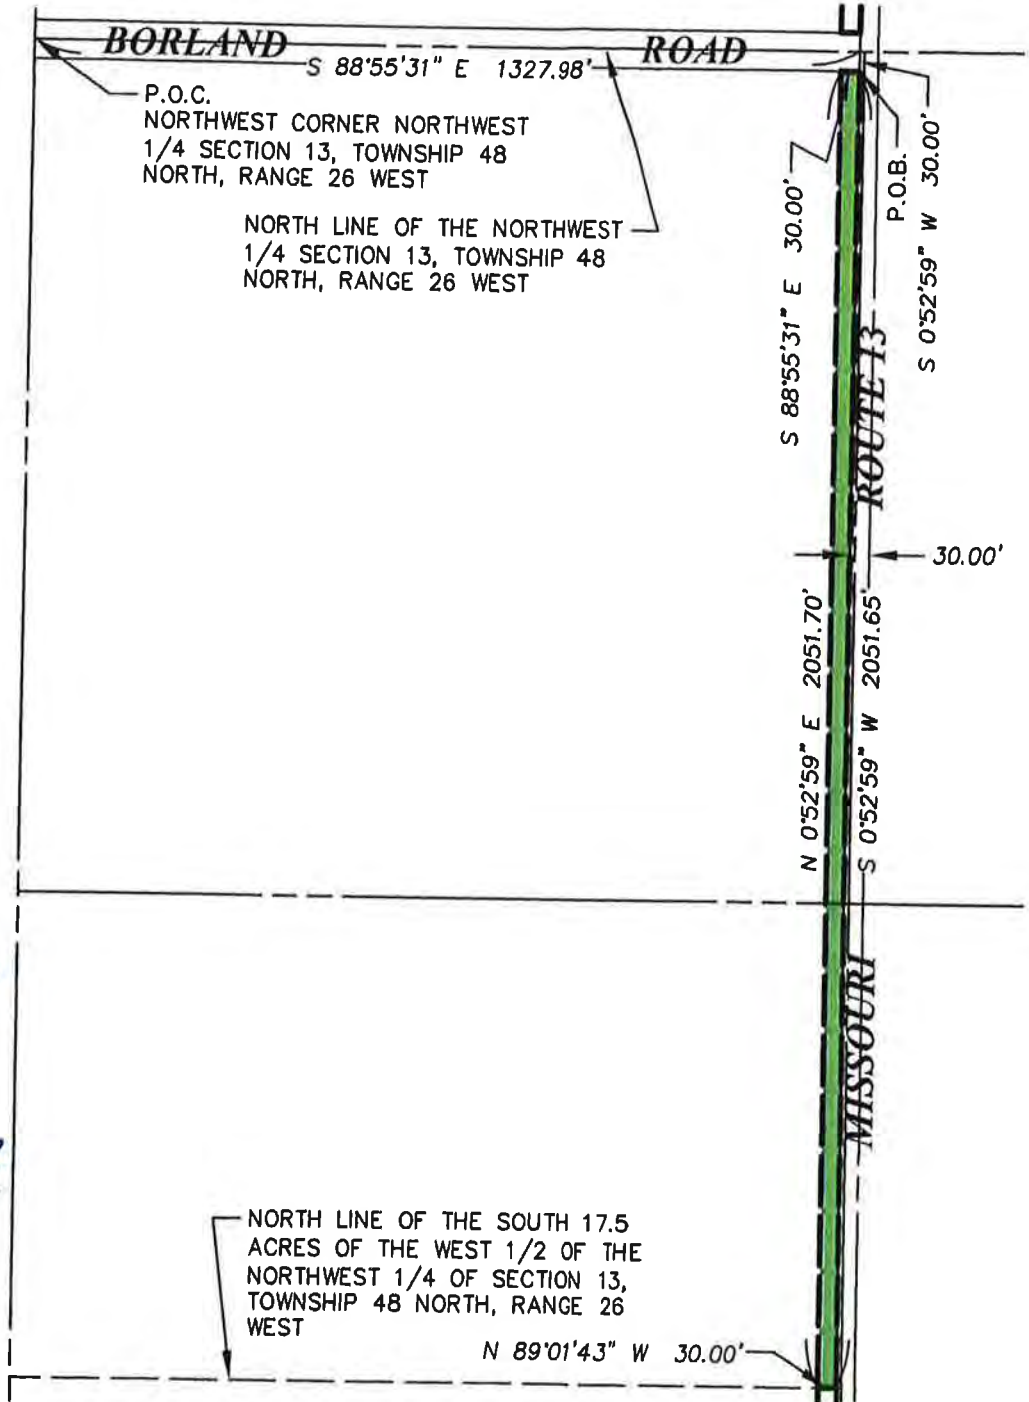 BORLAND ROAD
S 88°55'31" E 1327.98'
P.O.C.
NORTHWEST CORNER NORTHWEST
1/4 SECTION 13, TOWNSHIP 48
NORTH, RANGE 26 WEST
NORTH LINE OF THE NORTHWEST
1/4 SECTION 13, TOWNSHIP 48
NORTH, RANGE 26 WEST
S 88°55'31" E 30.00'
P.O.B.
S 0°52'59" W 30.00'
MISSOURI ROUTE 13
30.00'
N 0°52'59" E 2051.70'
S 0°52'59" W 2051.65'
NORTH LINE OF THE SOUTH 17.5
ACRES OF THE WEST 1/2 OF THE
NORTHWEST 1/4 OF SECTION 13,
TOWNSHIP 48 NORTH, RANGE 26
WEST
N 89°01'43" W 30.00'